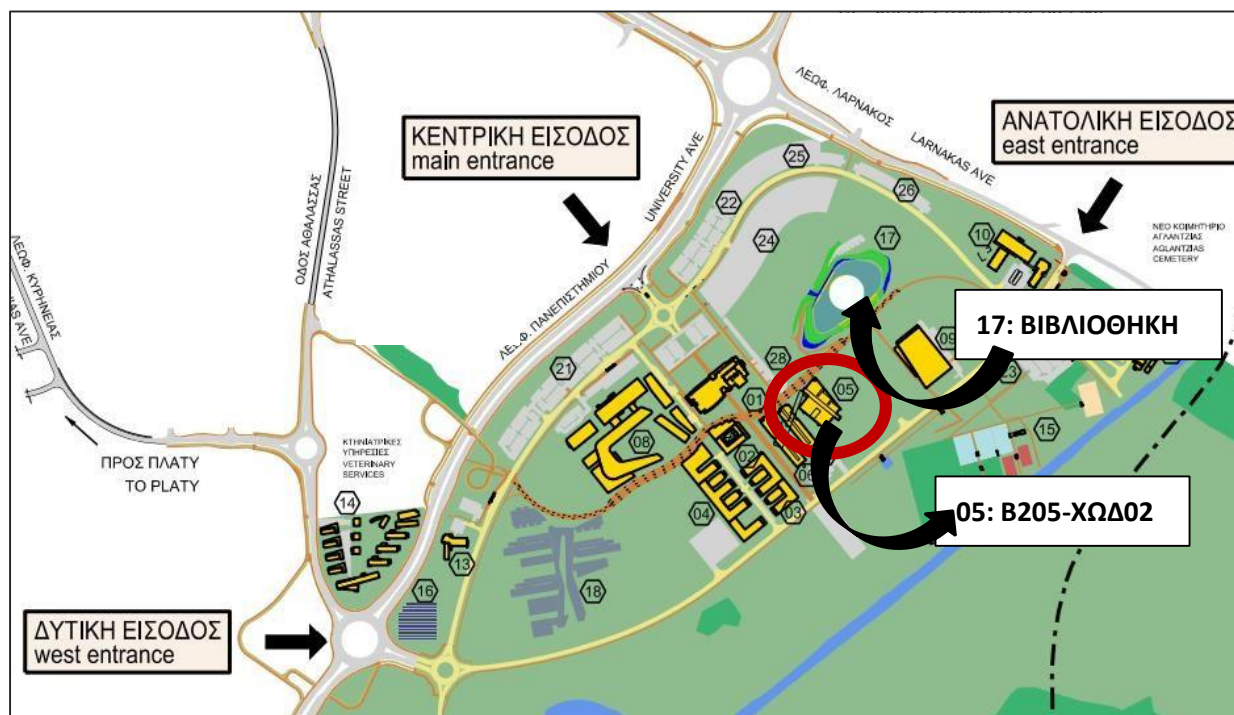 ΛΕΩΦ. ΛΑΡΝΑΚΟΣ
LARNAKAS AVE
ΚΕΝΤΡΙΚΗ ΕΙΣΟΔΟΣ
main entrance
ΑΝΑΤΟΛΙΚΗ ΕΙΣΟΔΟΣ
east entrance
UNIVERSITY AVE
ΛΕΩΦ. ΠΑΝΕΠΙΣΤΗΜΙΟΥ
ΟΔΟΣ ΑΘΑΛΑΣΣΑΣ
ATHALASSAS STREET
ΛΕΩΦ. ΚΥΡΗΝΕΙΑΣ
AVE
25
26
22
24
17
10
ΝΕΟ ΚΟΙΜΗΤΗΡΙΟ
ΑΓΛΑΝΤΖΙΑΣ
AGLANTZIAS
CEMETERY
17: ΒΙΒΛΙΟΘΗΚΗ
09
28
21
05
01
08
02
06
03
04
15
ΠΡΟΣ ΠΛΑΤΥ
TO PLATY
ΚΤΗΝΙΑΤΡΙΚΕΣ
ΥΠΗΡΕΣΙΕΣ
VETERINARY
SERVICES
14
05: Β205-ΧΩΔ02
13
16
18
ΔΥΤΙΚΗ ΕΙΣΟΔΟΣ
west entrance